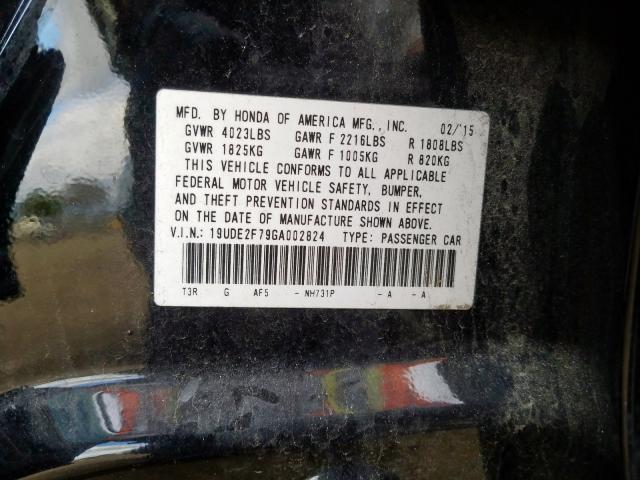 MFD. BY HONDA OF AMERICA MFG., INC. 02/'15
GVWR 4023LBS GAWR F 2216LBS R 1808LBS
GVWR 1825KG GAWR F 1005KG R 820KG
THIS VEHICLE CONFORMS TO ALL APPLICABLE
FEDERAL MOTOR VEHICLE SAFETY, BUMPER,
AND THEFT PREVENTION STANDARDS IN EFFECT
ON THE DATE OF MANUFACTURE SHOWN ABOVE.
V.I.N.: 19UDE2F79GA002824 TYPE: PASSENGER CAR
T3R G AF5 - NH731P - A - A